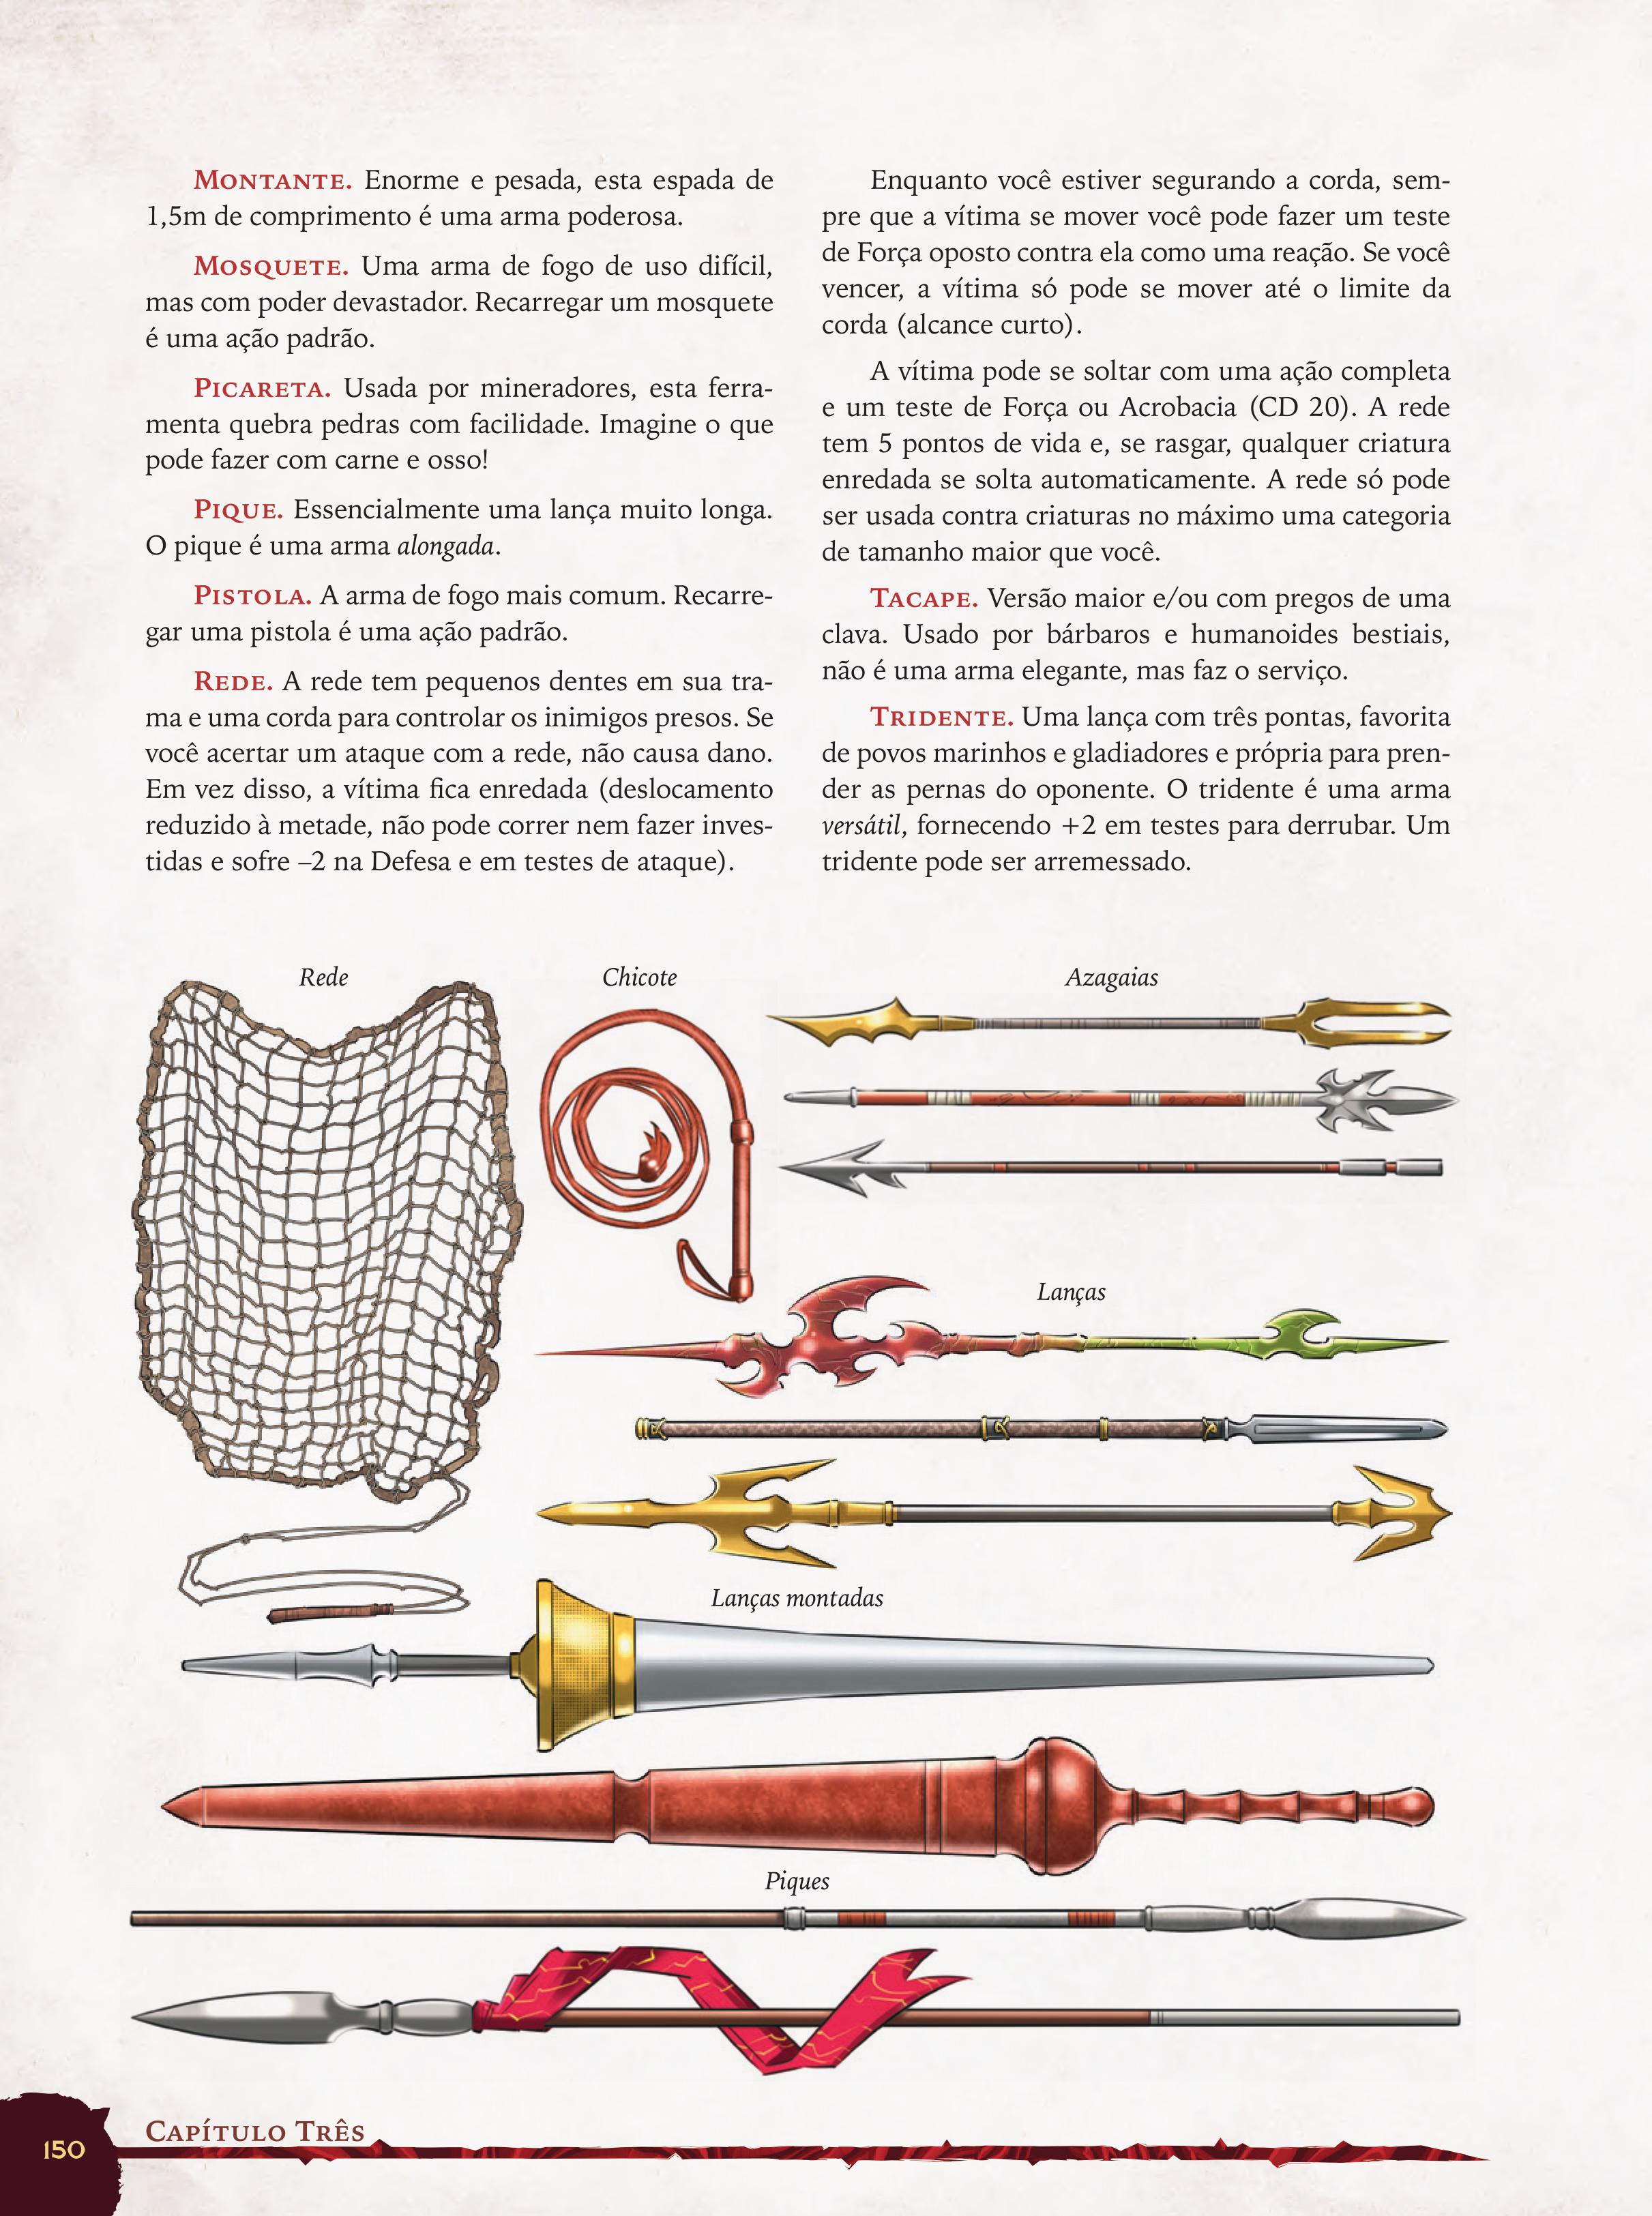 Montante. Enorme e pesada, esta espada de
1,5m de comprimento é uma arma poderosa.
Mosquete. Uma arma de fogo de uso difícil,
mas com poder devastador. Recarregar um mosquete
é uma ação padrão.
Picareta. Usada por mineradores, esta ferra-
menta quebra pedras com facilidade. Imagine o que
pode fazer com carne e osso!
Pique. Essencialmente uma lança muito longa.
O pique é uma arma alongada.
Pistola. A arma de fogo mais comum. Recarre-
gar uma pistola é uma ação padrão.
Rede. A rede tem pequenos dentes em sua tra-
ma e uma corda para controlar os inimigos presos. Se
você acertar um ataque com a rede, não causa dano.
Em vez disso, a vítima fica enredada (deslocamento
reduzido à metade, não pode correr nem fazer inves-
tidas e sofre –2 na Defesa e em testes de ataque).
Enquanto você estiver segurando a corda, sem-
pre que a vítima se mover você pode fazer um teste
de Força oposto contra ela como uma reação. Se você
vencer, a vítima só pode se mover até o limite da
corda (alcance curto).
A vítima pode se soltar com uma ação completa
e um teste de Força ou Acrobacia (CD 20). A rede
tem 5 pontos de vida e, se rasgar, qualquer criatura
enredada se solta automaticamente. A rede só pode
ser usada contra criaturas no máximo uma categoria
de tamanho maior que você.
Tacape. Versão maior e/ou com pregos de uma
clava. Usado por bárbaros e humanoides bestiais,
não é uma arma elegante, mas faz o serviço.
Tridente. Uma lança com três pontas, favorita
de povos marinhos e gladiadores e própria para pren-
der as pernas do oponente. O tridente é uma arma
versátil, fornecendo +2 em testes para derrubar. Um
tridente pode ser arremessado.
Rede
Chicote
Azagaias
Lanças
Lanças montadas
Piques
Capítulo Três
150